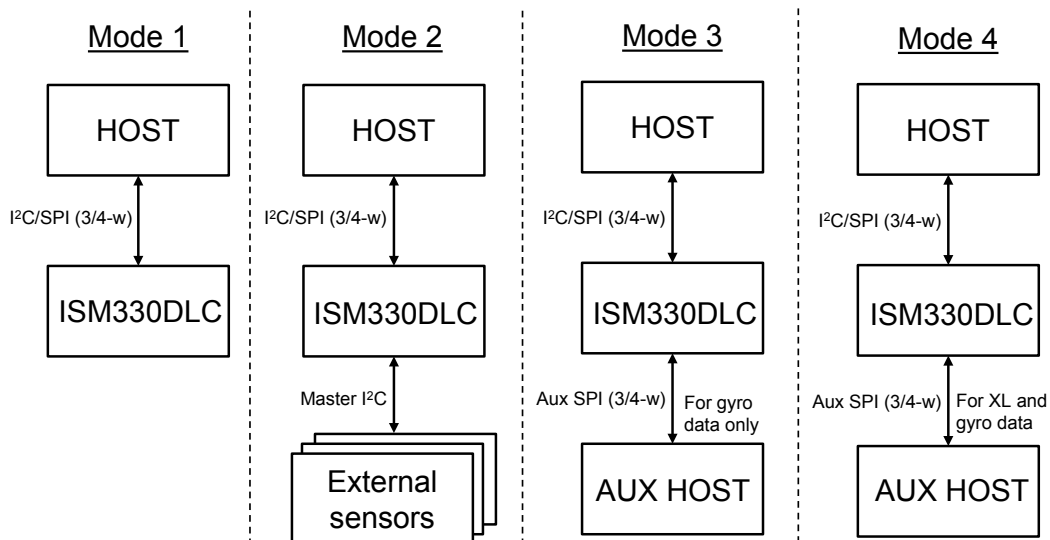 Mode 1
HOST
I²C/SPI (3/4-w)
ISM330DLC
Mode 2
HOST
I²C/SPI (3/4-w)
ISM330DLC
Master I²C
External
sensors
Mode 3
HOST
I²C/SPI (3/4-w)
ISM330DLC
Aux SPI (3/4-w)
For gyro
data only
AUX HOST
Mode 4
HOST
I²C/SPI (3/4-w)
ISM330DLC
Aux SPI (3/4-w)
For XL and
gyro data
AUX HOST